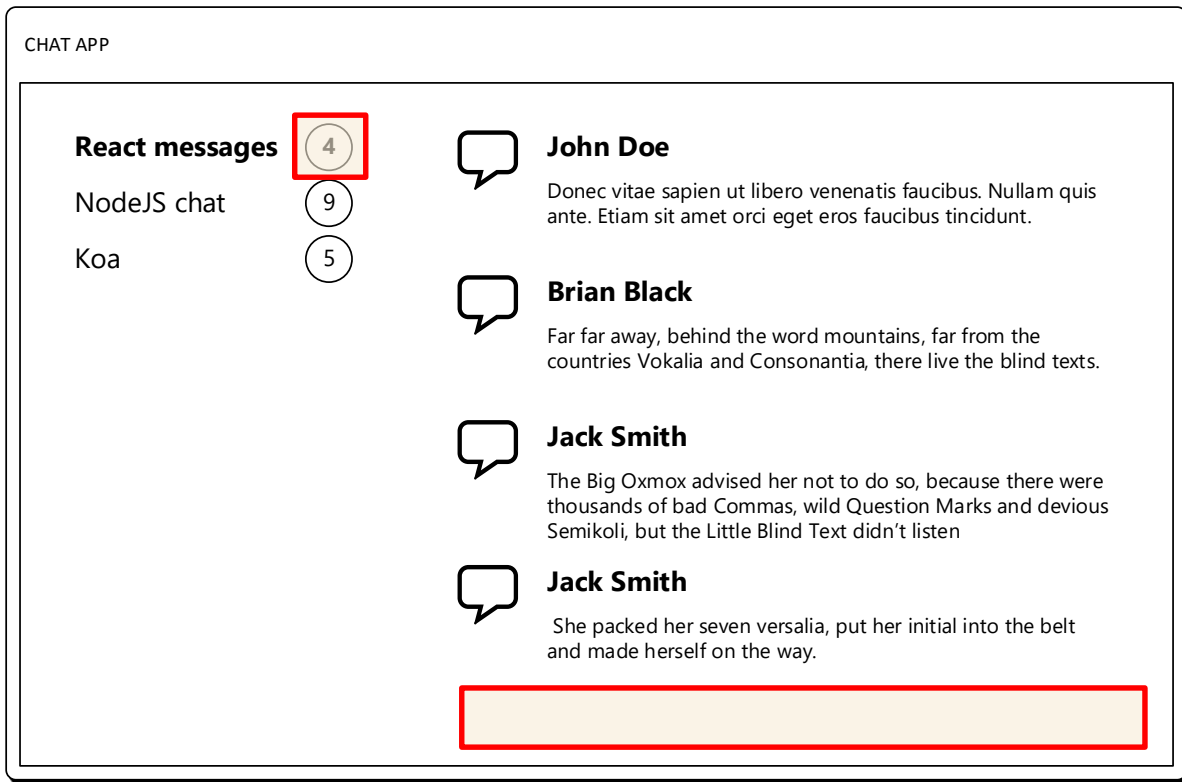 CHAT APP
React messages 4
NodeJS chat 9
Koa 5
John Doe
Donec vitae sapien ut libero venenatis faucibus. Nullam quis
ante. Etiam sit amet orci eget eros faucibus tincidunt.
Brian Black
Far far away, behind the word mountains, far from the
countries Vokalia and Consonantia, there live the blind texts.
Jack Smith
The Big Oxmox advised her not to do so, because there were
thousands of bad Commas, wild Question Marks and devious
Semikoli, but the Little Blind Text didn’t listen
Jack Smith
She packed her seven versalia, put her initial into the belt
and made herself on the way.